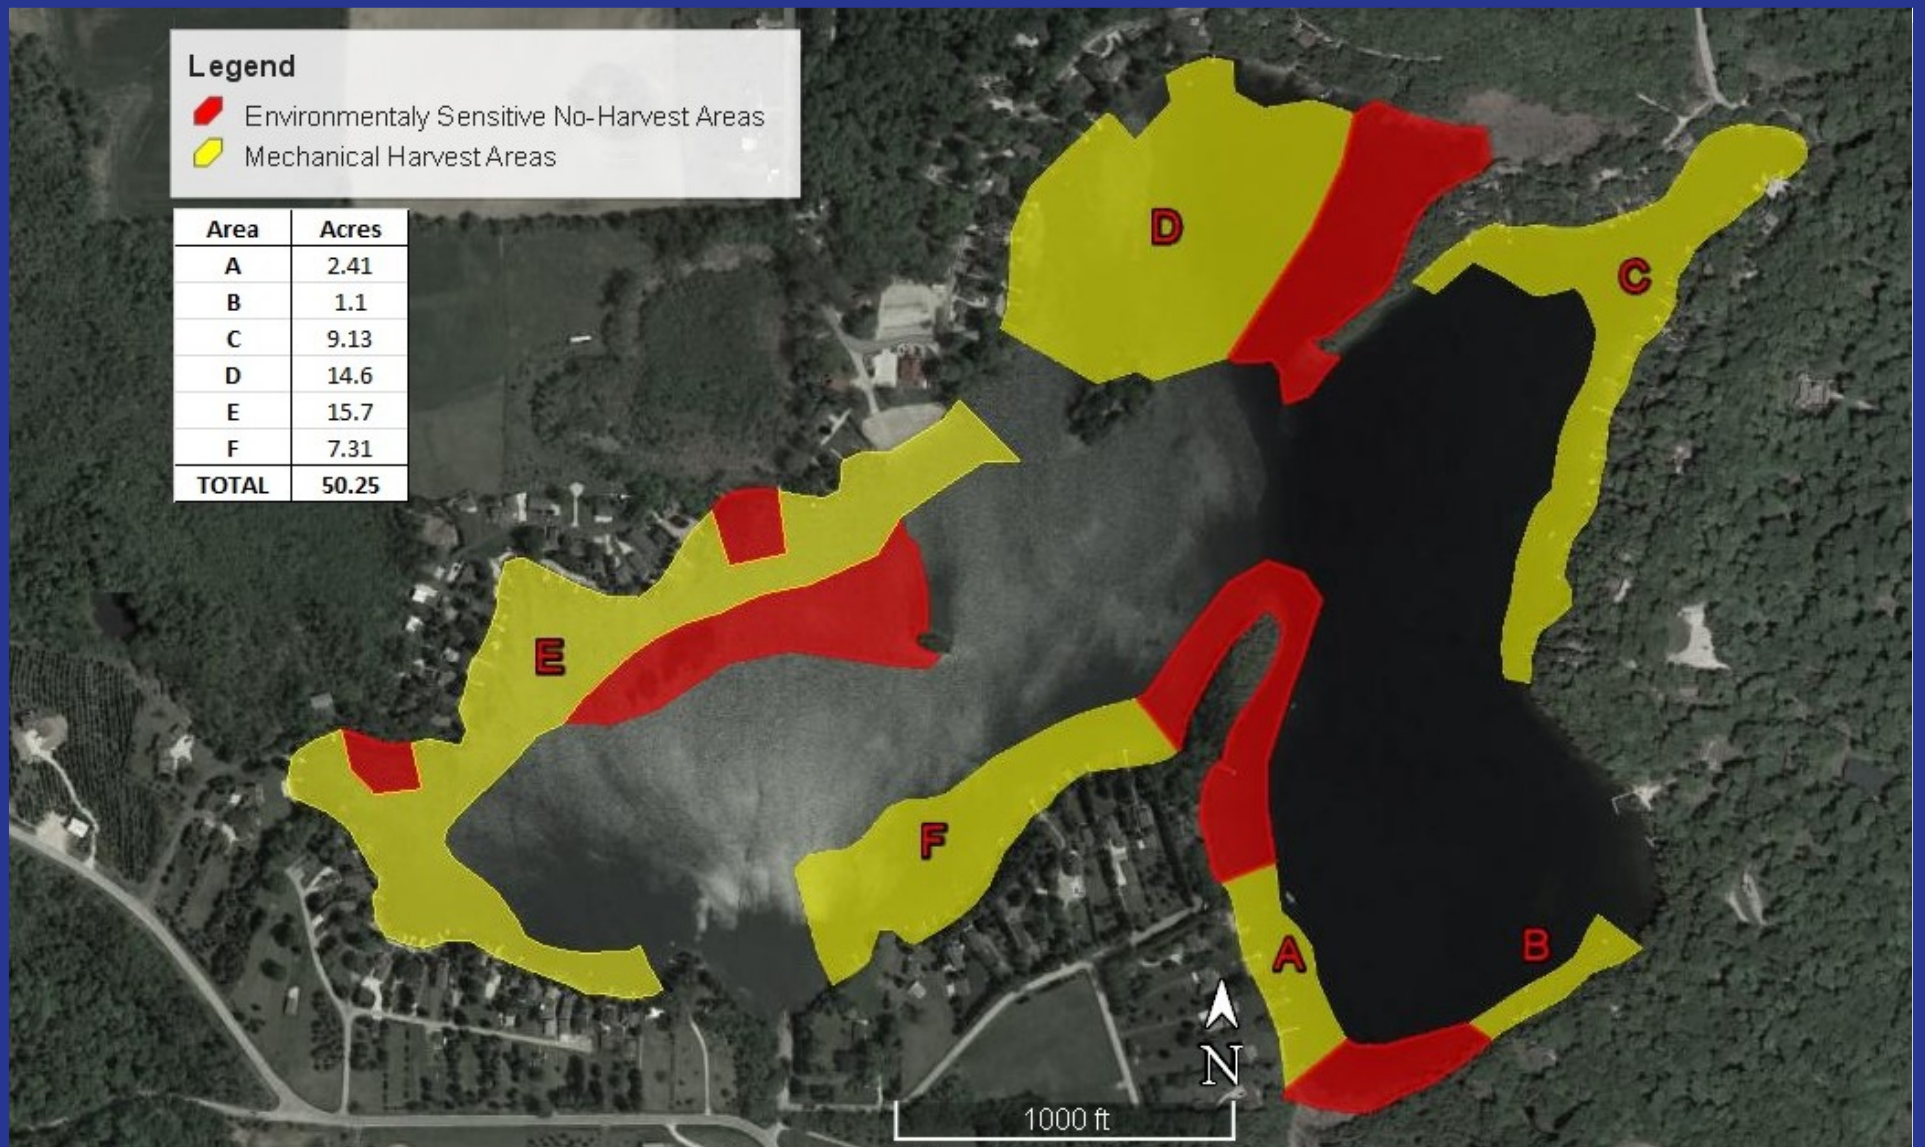 Legend
Environmentaly Sensitive No-Harvest Areas
Mechanical Harvest Areas
Area Acres
A 2.41
B 1.1
C 9.13
D 14.6
E 15.7
F 7.31
TOTAL 50.25
D
C
E
F
A
B
N
1000 ft